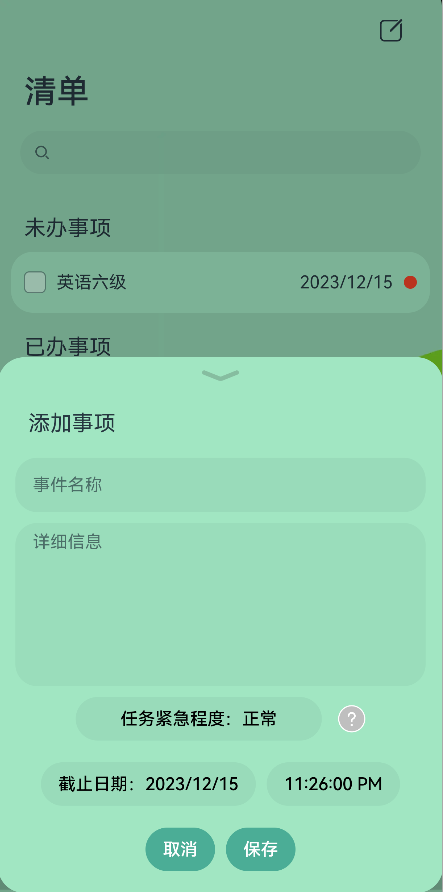 清单
未办事项
英语六级 2023/12/15
已办事项
添加事项
事件名称
详细信息
任务紧急程度：正常 ?
截止日期：2023/12/15 11:26:00 PM
取消 保存